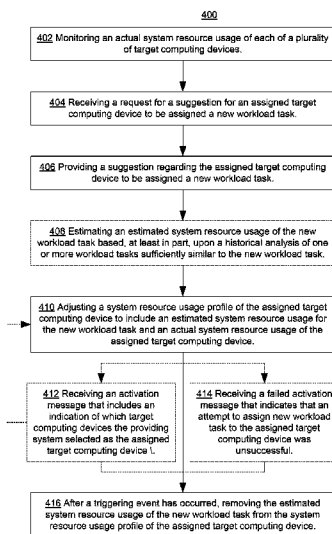 400
402 Monitoring an actual system resource usage of each of a plurality
of target computing devices.
404 Receiving a request for a suggestion for an assigned target
computing device to be assigned a new workload task.
406 Providing a suggestion regarding the assigned target computing
device to be assigned a new workload task.
408 Estimating an estimated system resource usage of the new
workload task based, at least in part, upon a historical analysis of one
or more workload tasks sufficiently similar to the new workload task.
410 Adjusting a system resource usage profile of the assigned target
computing device to include an estimated system resource usage for
the new workload task and an actual system resource usage of the
assigned target computing device.
412 Receiving an activation
message that includes an
indication of which target
computing devices the providing
system selected as the assigned
target computing device \.
414 Receiving a failed activation
message that indicates that an
attempt to assign new workload
task to the assigned target
computing device was
unsuccessful.
416 After a triggering event has occurred, removing the estimated
system resource usage of the new workload task from the system
resource usage profile of the assigned target computing device.